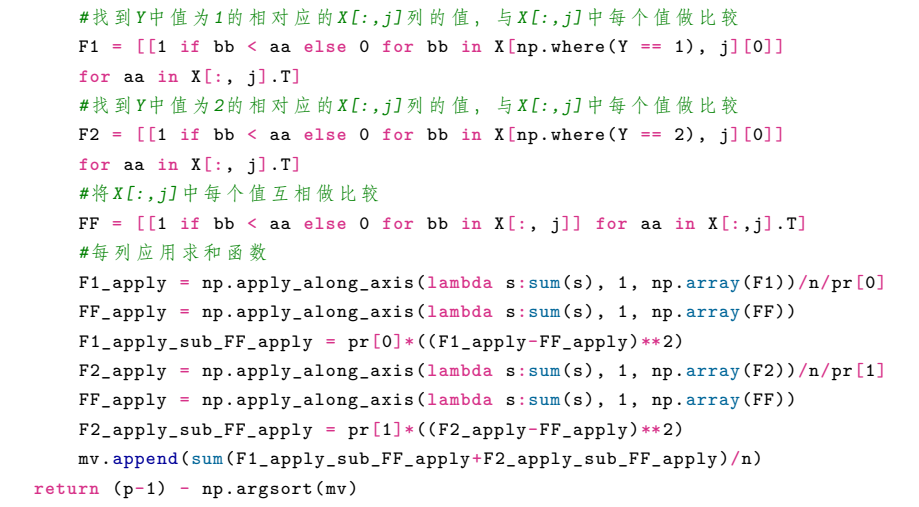 #找到Y中值为1的相对应的X[:,j]列的值, 与X[:,j]中每个值做比较
F1 = [[1 if bb < aa else 0 for bb in X[np.where(Y == 1), j][0]]
for aa in X[:, j].T]
#找到Y中值为2的相对应的X[:,j]列的值, 与X[:,j]中每个值做比较
F2 = [[1 if bb < aa else 0 for bb in X[np.where(Y == 2), j][0]]
for aa in X[:, j].T]
#将X[:,j]中每个值互相做比较
FF = [[1 if bb < aa else 0 for bb in X[:, j]] for aa in X[:,j].T]
#每列应用求和函数
F1_apply = np.apply_along_axis(lambda s:sum(s), 1, np.array(F1))/n/pr[0]
FF_apply = np.apply_along_axis(lambda s:sum(s), 1, np.array(FF))
F1_apply_sub_FF_apply = pr[0]*((F1_apply-FF_apply)**2)
F2_apply = np.apply_along_axis(lambda s:sum(s), 1, np.array(F2))/n/pr[1]
FF_apply = np.apply_along_axis(lambda s:sum(s), 1, np.array(FF))
F2_apply_sub_FF_apply = pr[1]*((F2_apply-FF_apply)**2)
mv.append(sum(F1_apply_sub_FF_apply+F2_apply_sub_FF_apply)/n)
return (p-1) - np.argsort(mv)